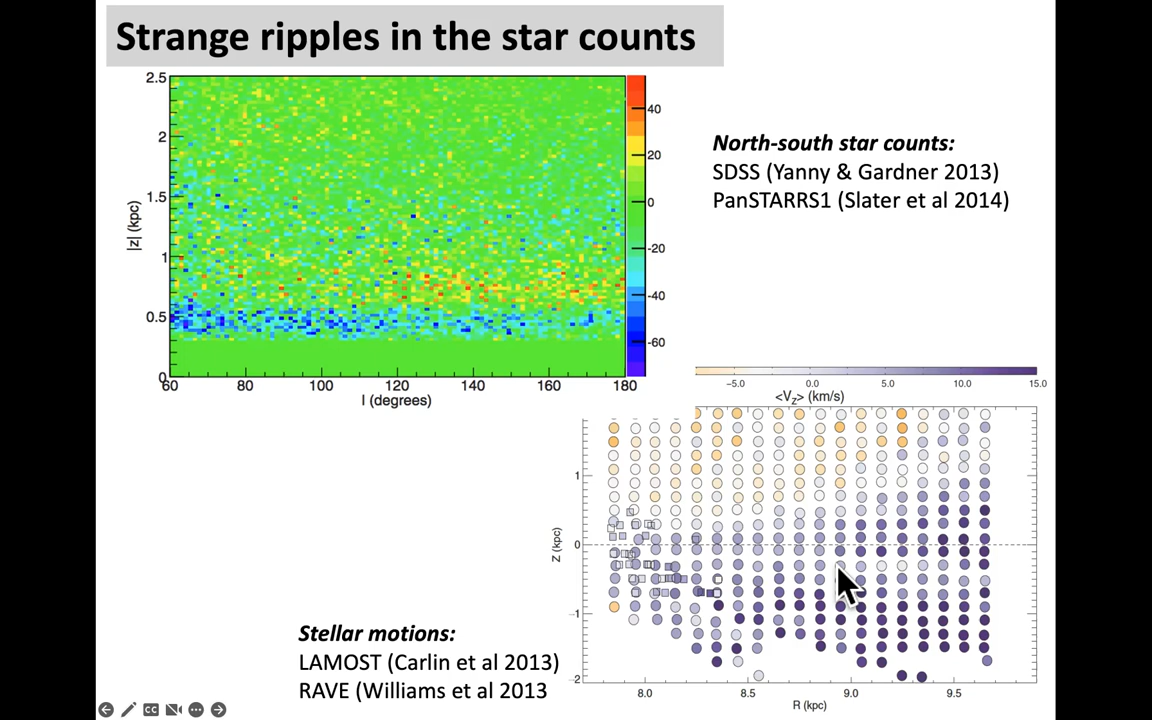 Strange ripples in the star counts
2.5
2
1.5
1
0.5
0
|z| (kpc)
60 80 100 120 140 160 180
l (degrees)
40
20
0
-20
-40
-60
North-south star counts:
SDSS (Yanny & Gardner 2013)
PanSTARRS1 (Slater et al 2014)
-5.0 0.0 5.0 10.0 15.0
<Vz> (km/s)
1
0
-1
-2
Z (kpc)
8.0 8.5 9.0 9.5
R (kpc)
Stellar motions:
LAMOST (Carlin et al 2013)
RAVE (Williams et al 2013
CC